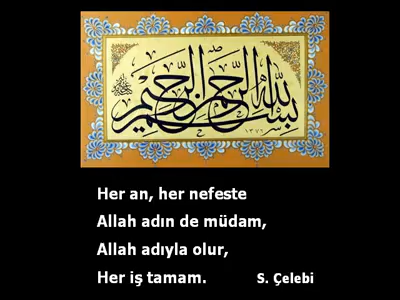 بسم الله الرحمن الرحيم
١٣٧٦
Her an, her nefeste
Allah adın de müdam,
Allah adıyla olur,
Her iş tamam. S. Çelebi